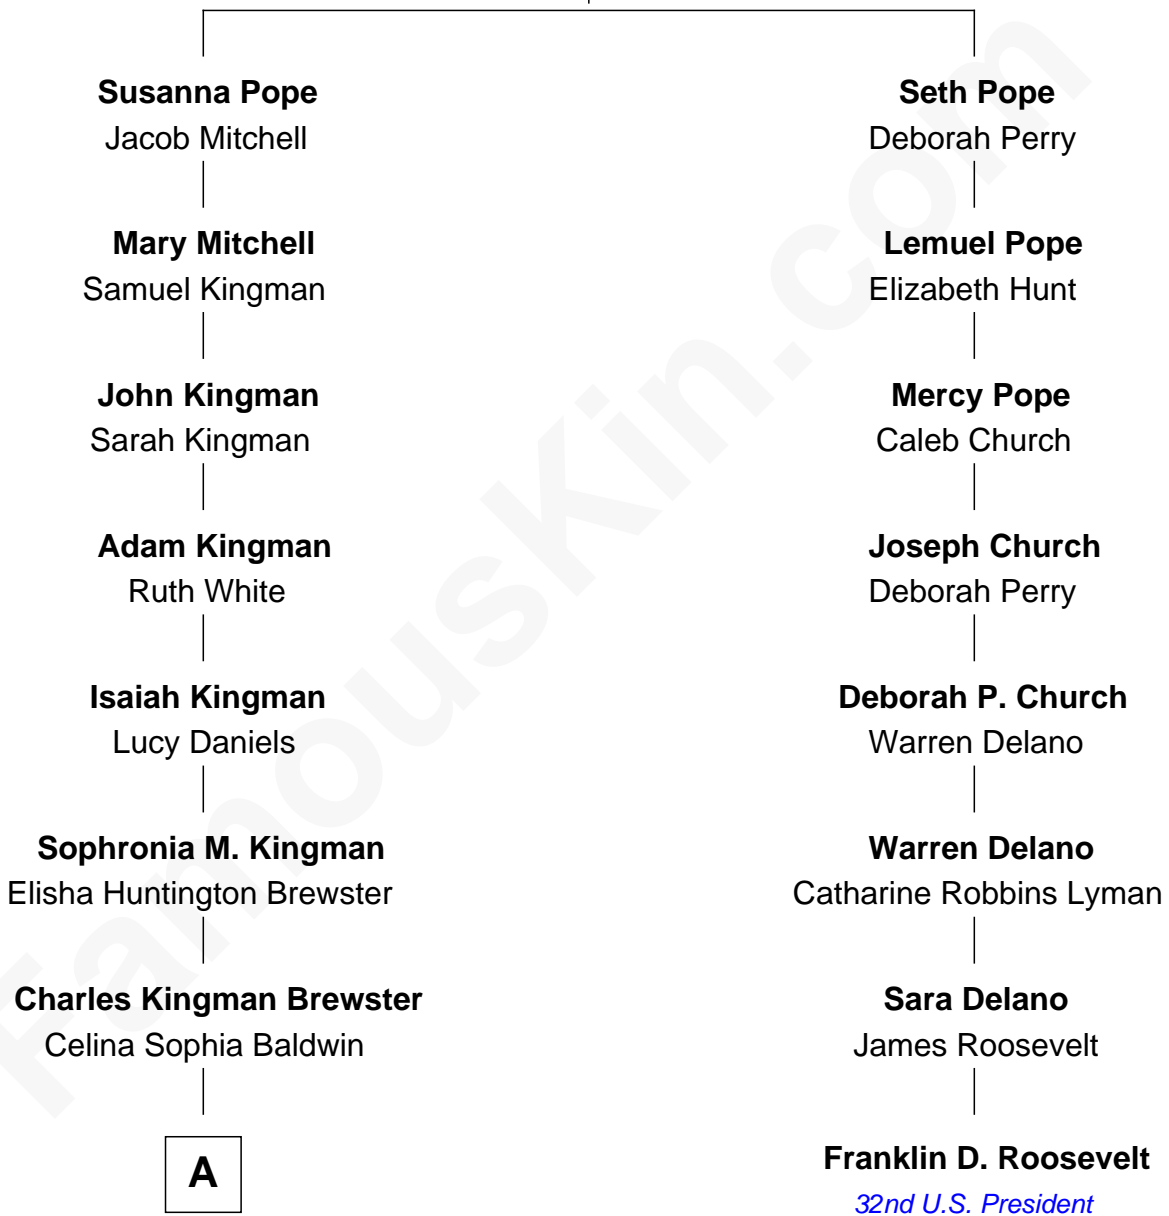 Susanna Pope
Jacob Mitchell
Mary Mitchell
Samuel Kingman
John Kingman
Sarah Kingman
Adam Kingman
Ruth White
Isaiah Kingman
Lucy Daniels
Sophronia M. Kingman
Elisha Huntington Brewster
Charles Kingman Brewster
Celina Sophia Baldwin
A
Seth Pope
Deborah Perry
Lemuel Pope
Elizabeth Hunt
Mercy Pope
Caleb Church
Joseph Church
Deborah Perry
Deborah P. Church
Warren Delano
Warren Delano
Catharine Robbins Lyman
Sara Delano
James Roosevelt
Franklin D. Roosevelt
32nd U.S. President
FamousKin.com